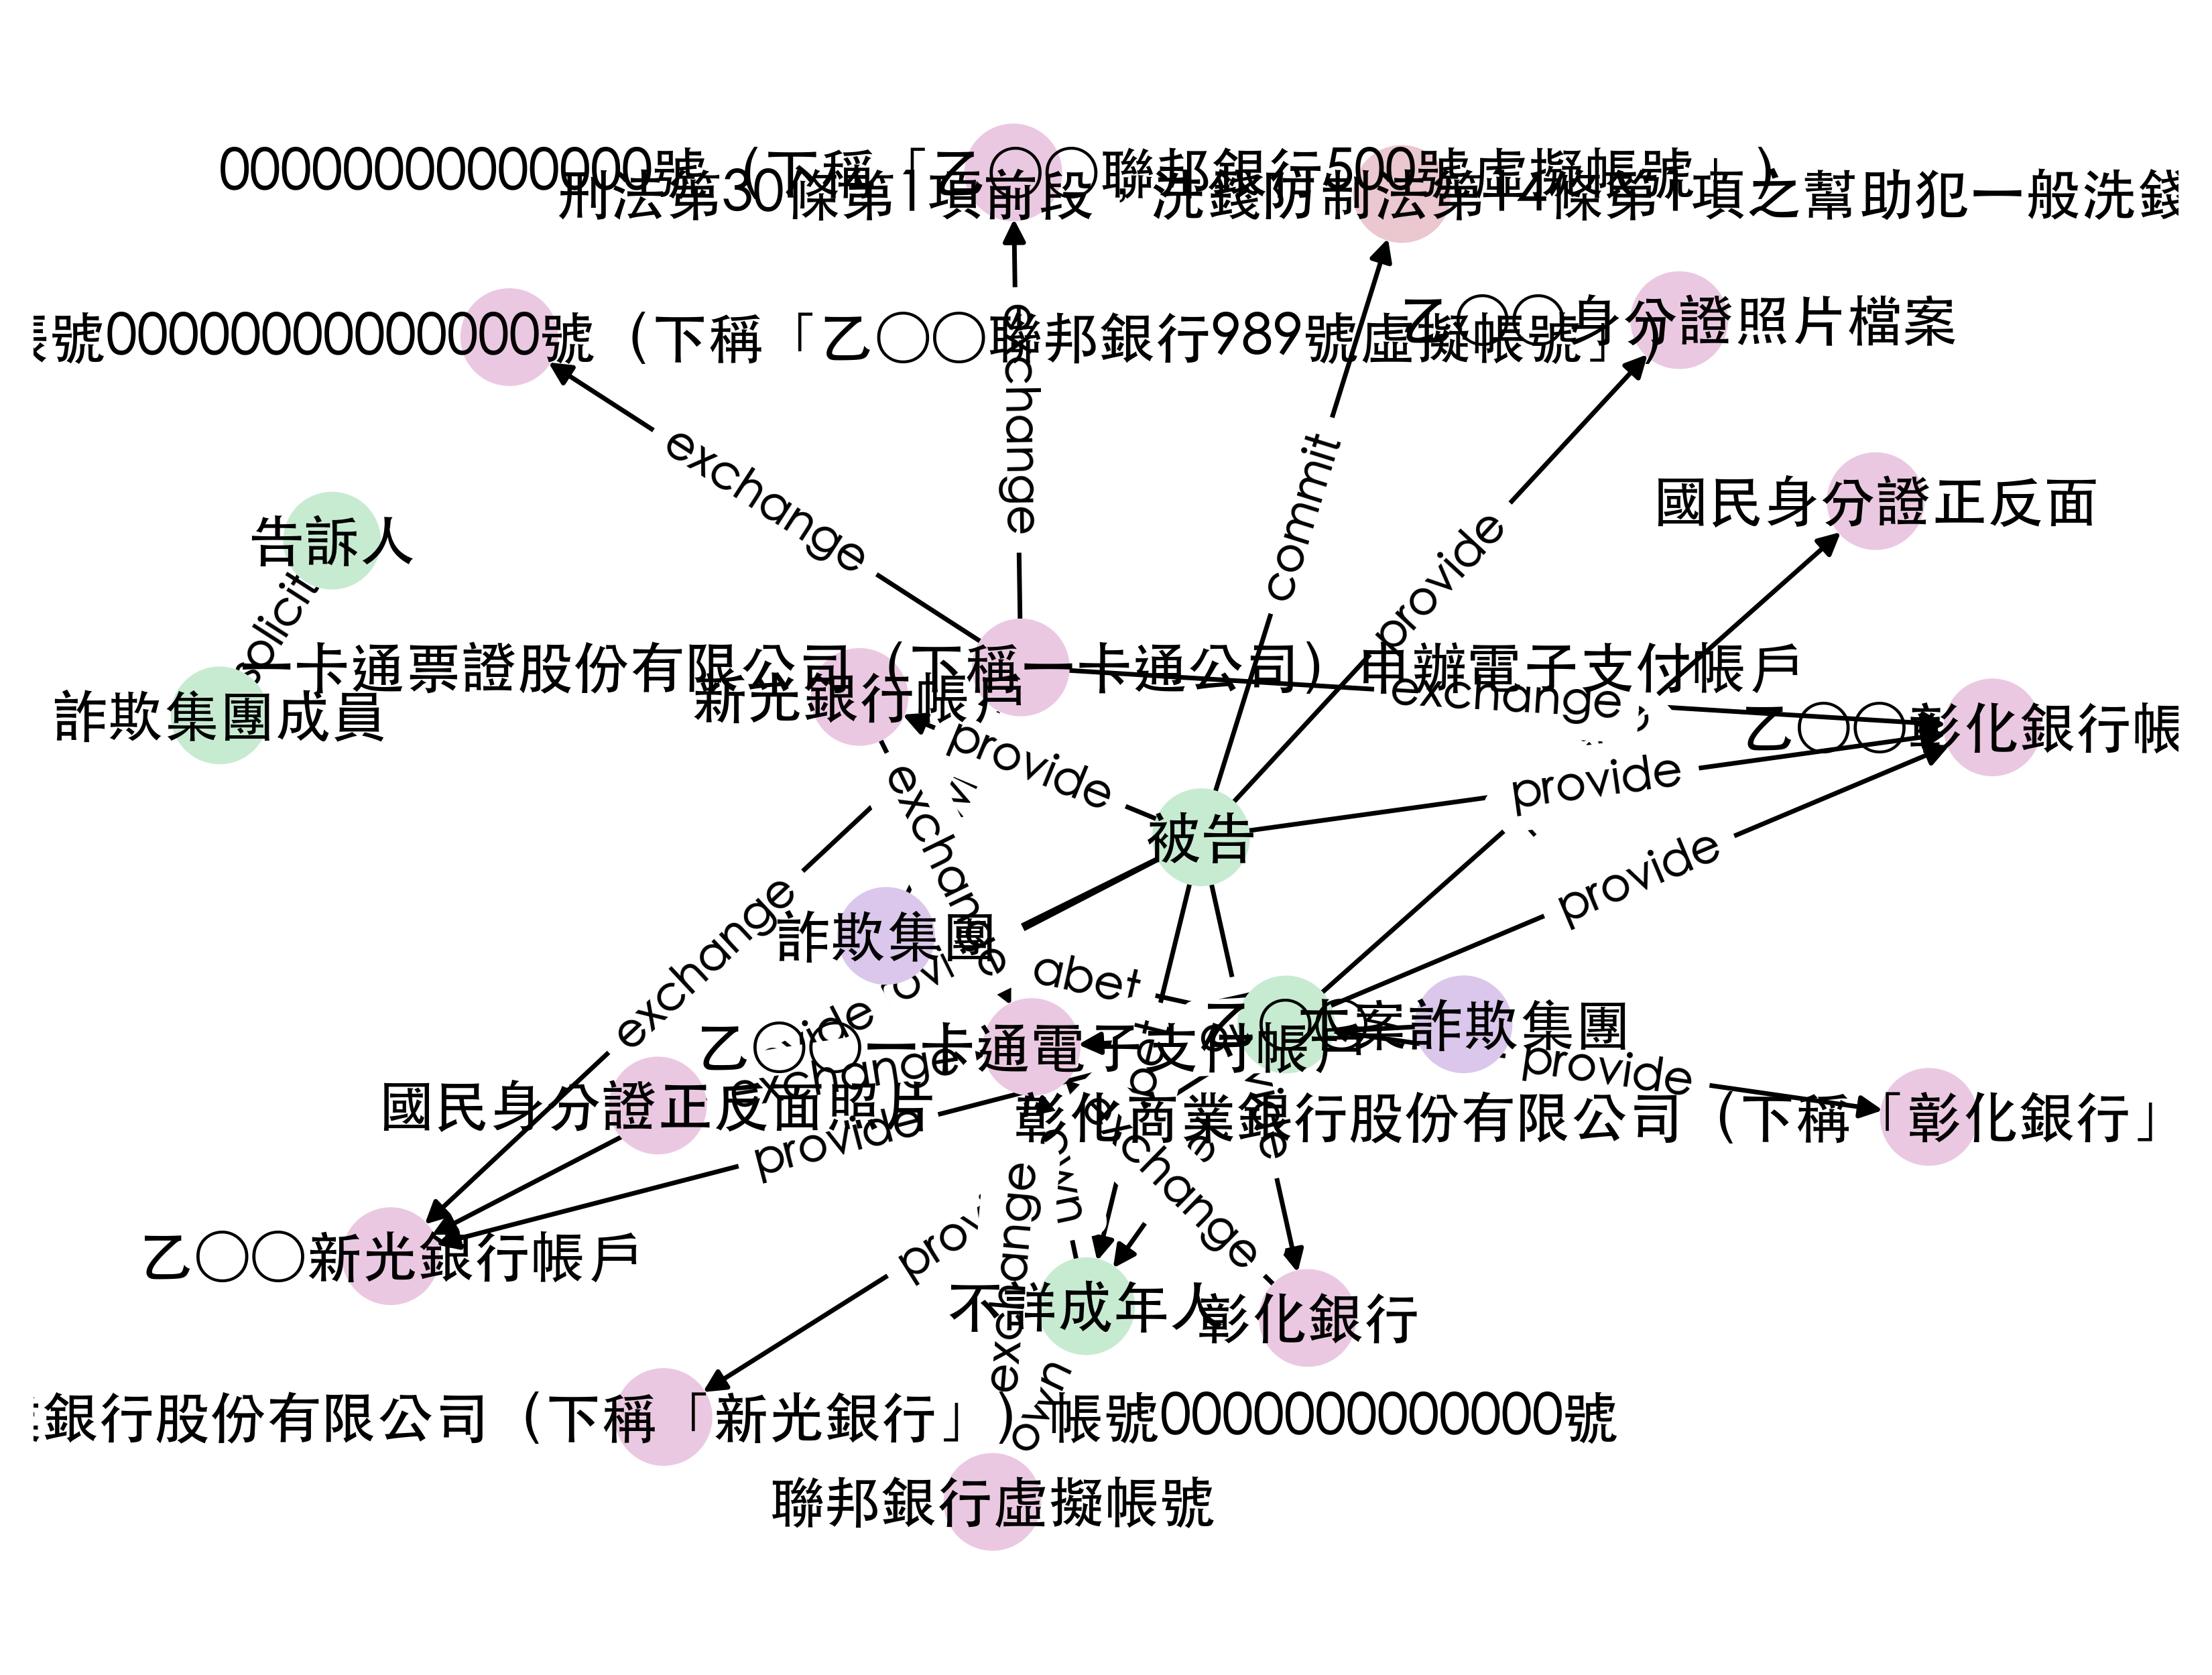 00000000000000號（下稱「乙○○聯邦銀行500號虛擬帳號」）
刑法第30條第1項前段，洗錢防制法第14條第1項之幫助犯一般洗錢
乙○○身分證照片檔案
號00000000000000號（下稱「乙○○聯邦銀行989號虛擬帳號」）
exchange
exchange
commit
國民身分證正反面
provide
告訴人
solicit
一卡通票證股份有限公司（下稱一卡通公司）申辦電子支付帳戶
新光銀行帳戶
exchange
詐欺集團成員
乙○○彰化銀行帳
provide
provide
exchange
被告
provide
exchange
詐欺集團
abet
乙○○
本案詐欺集團
乙○○一卡通電子支付帳戶
provide
exchange
國民身分證正反面照片
彰化商業銀行股份有限公司（下稱「彰化銀行」
provide
exchange
乙○○新光銀行帳戶
exchange
不詳成年人
彰化銀行
own
銀行股份有限公司（下稱「新光銀行」）帳號0000000000000號
聯邦銀行虛擬帳號